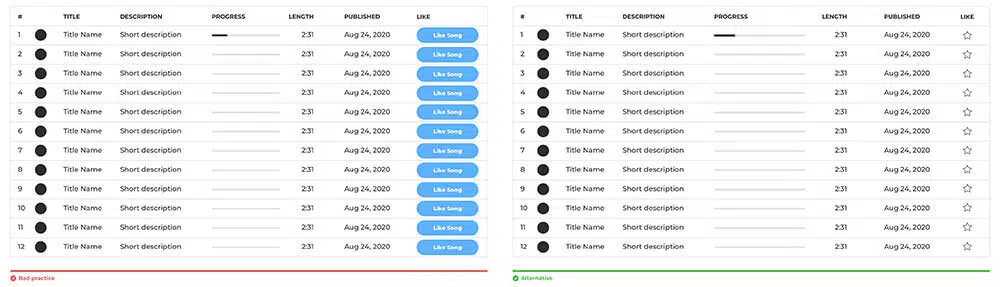 # TITLE DESCRIPTION PROGRESS LENGTH PUBLISHED LIKE
1 Title Name Short description 2:31 Aug 24, 2020 Like Song
2 Title Name Short description 2:31 Aug 24, 2020 Like Song
3 Title Name Short description 2:31 Aug 24, 2020 Like Song
4 Title Name Short description 2:31 Aug 24, 2020 Like Song
5 Title Name Short description 2:31 Aug 24, 2020 Like Song
6 Title Name Short description 2:31 Aug 24, 2020 Like Song
7 Title Name Short description 2:31 Aug 24, 2020 Like Song
8 Title Name Short description 2:31 Aug 24, 2020 Like Song
9 Title Name Short description 2:31 Aug 24, 2020 Like Song
10 Title Name Short description 2:31 Aug 24, 2020 Like Song
11 Title Name Short description 2:31 Aug 24, 2020 Like Song
12 Title Name Short description 2:31 Aug 24, 2020 Like Song
Bad practive
# TITLE DESCRIPTION PROGRESS LENGTH PUBLISHED LIKE
1 Title Name Short description 2:31 Aug 24, 2020
2 Title Name Short description 2:31 Aug 24, 2020
3 Title Name Short description 2:31 Aug 24, 2020
4 Title Name Short description 2:31 Aug 24, 2020
5 Title Name Short description 2:31 Aug 24, 2020
6 Title Name Short description 2:31 Aug 24, 2020
7 Title Name Short description 2:31 Aug 24, 2020
8 Title Name Short description 2:31 Aug 24, 2020
9 Title Name Short description 2:31 Aug 24, 2020
10 Title Name Short description 2:31 Aug 24, 2020
11 Title Name Short description 2:31 Aug 24, 2020
12 Title Name Short description 2:31 Aug 24, 2020
Alternative